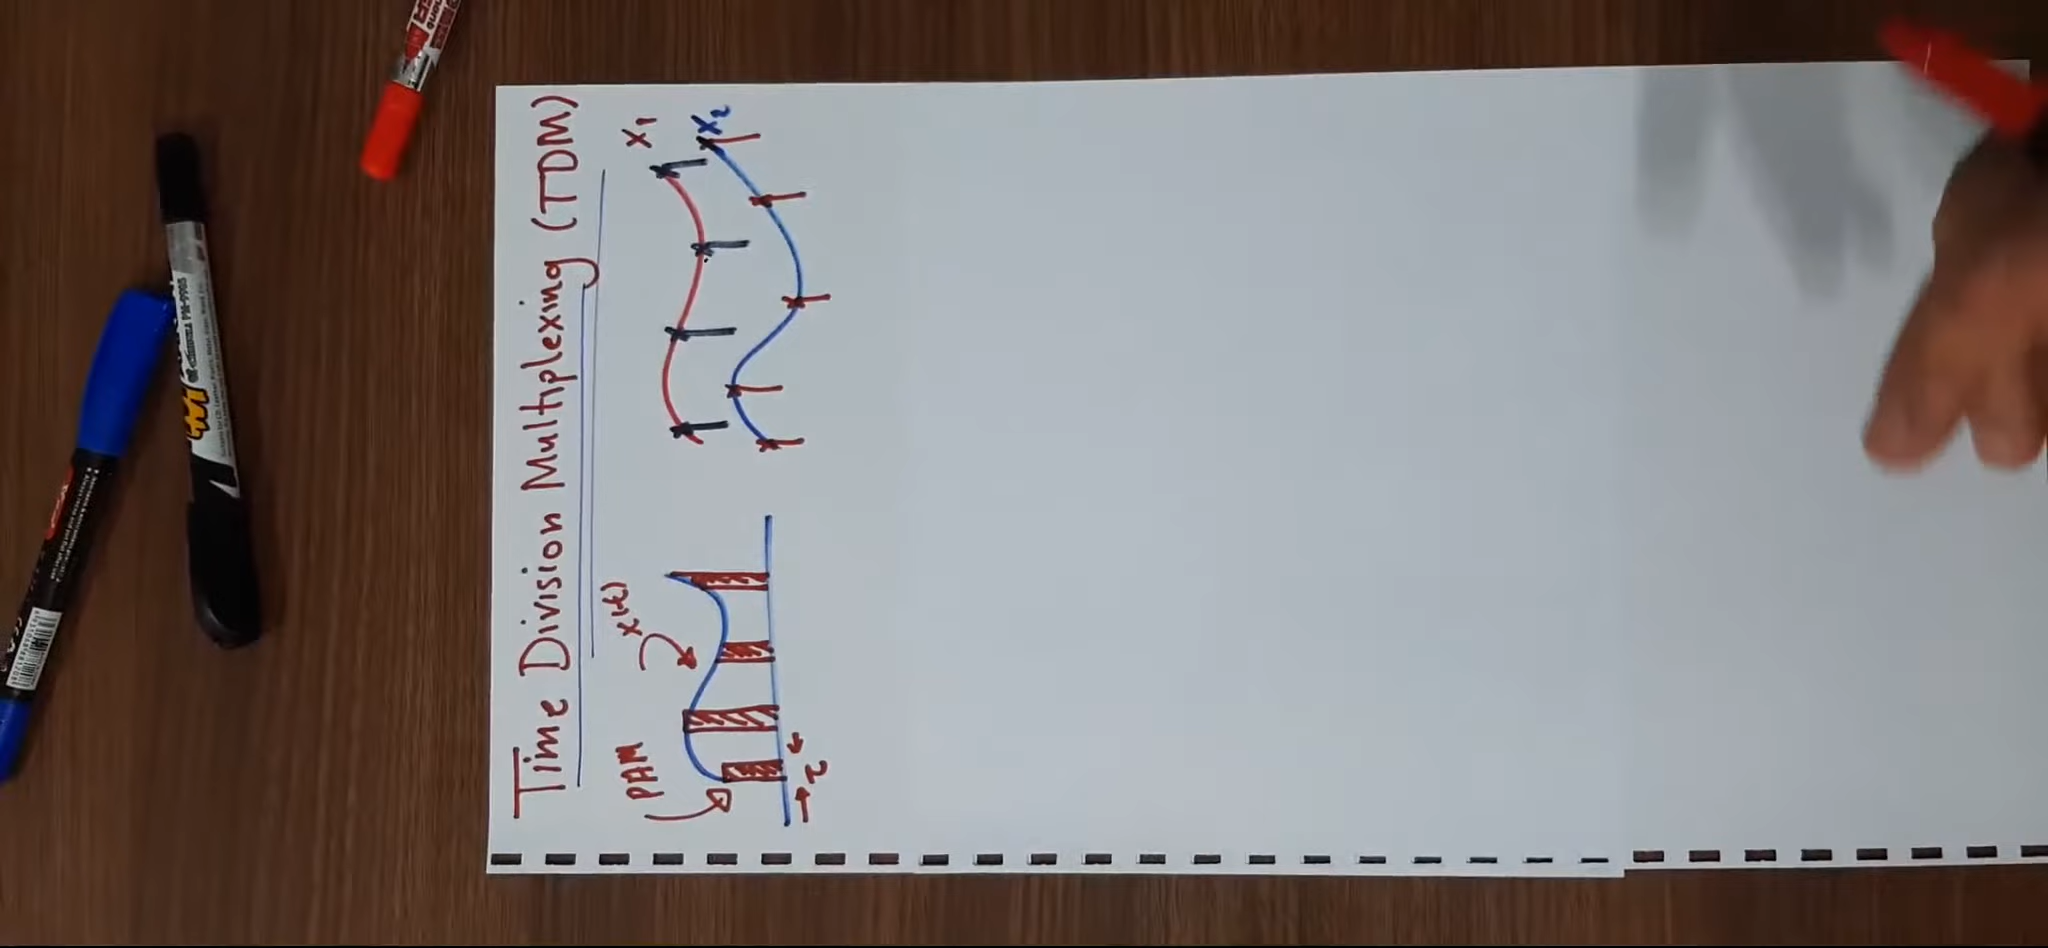 Time Division Multiplexing (TDM)
PAM
x(t)
x1
x2
τ